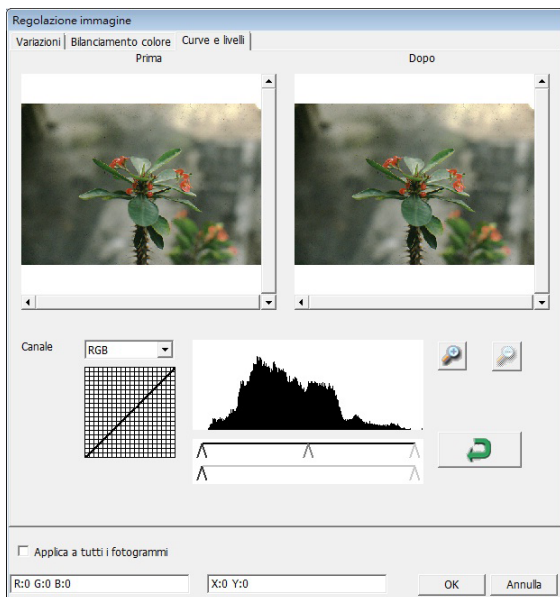 Regolazione immagine
Variazioni Bilanciamento colore Curve e livelli
Prima Dopo
Canale RGB
Applica a tutti i fotogrammi
R:0 G:0 B:0 X:0 Y:0 OK Annulla